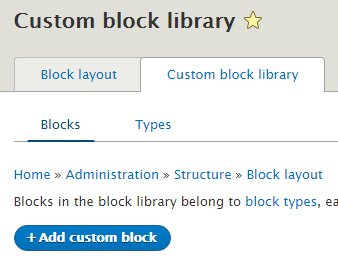 Custom block library
Block layout
Custom block library
Blocks
Types
Home » Administration » Structure » Block layout
Blocks in the block library belong to block types, ea
+Add custom block